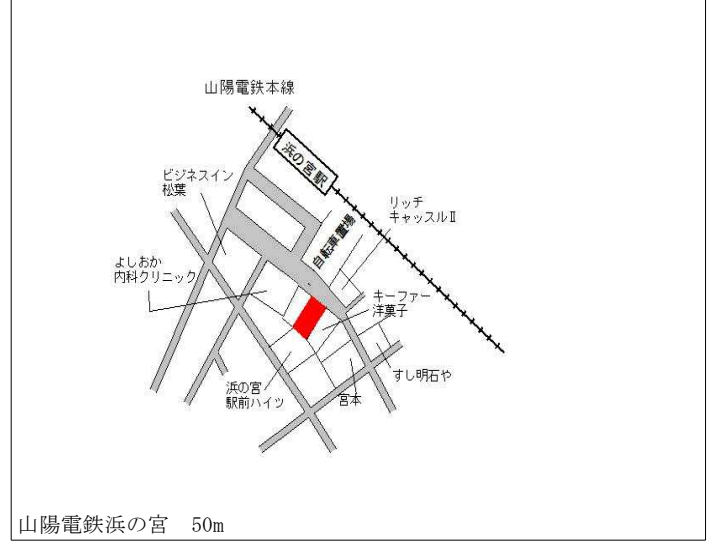 山陽電鉄本線
浜の宮駅
ビジネスイン
松葉
リッチ
キャッスルⅡ
自転車置場
よしおか
内科クリニック
キーファー
洋菓子
すし明石や
浜の宮
駅前ハイツ
宮本
山陽電鉄浜の宮　50m